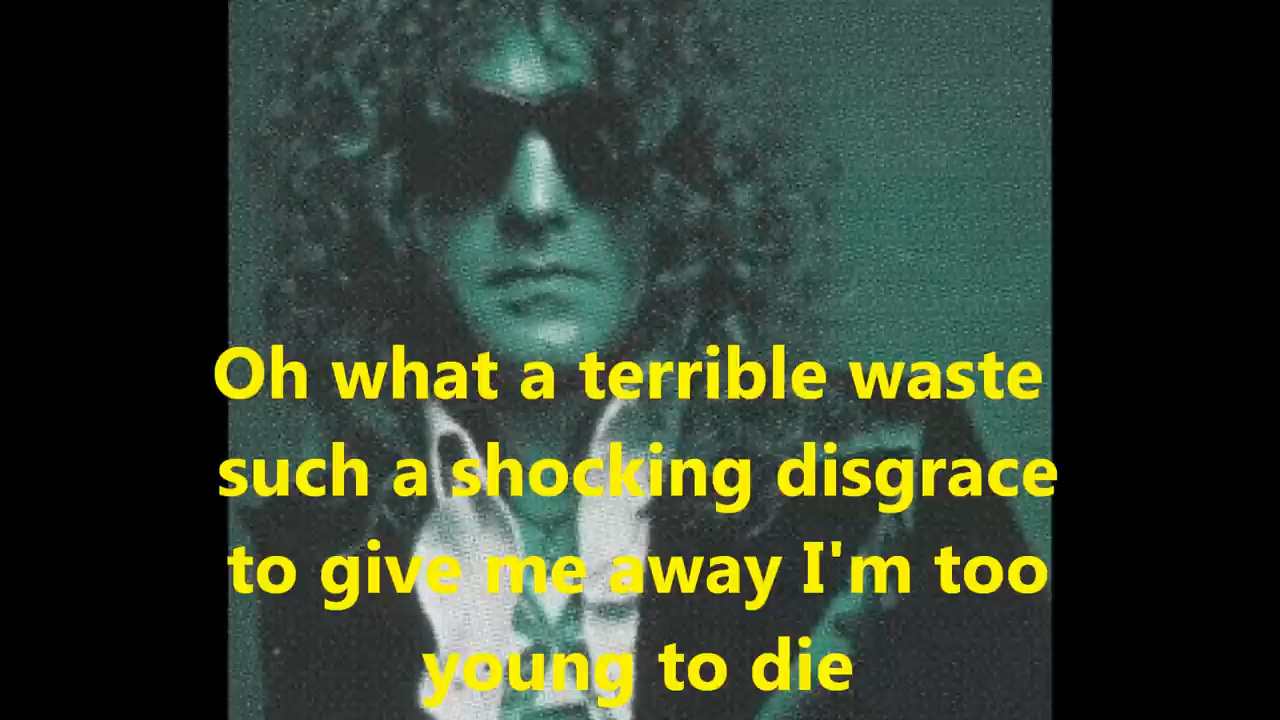 Oh what a terrible waste
such a shocking disgrace
to give me away I'm too
young to die